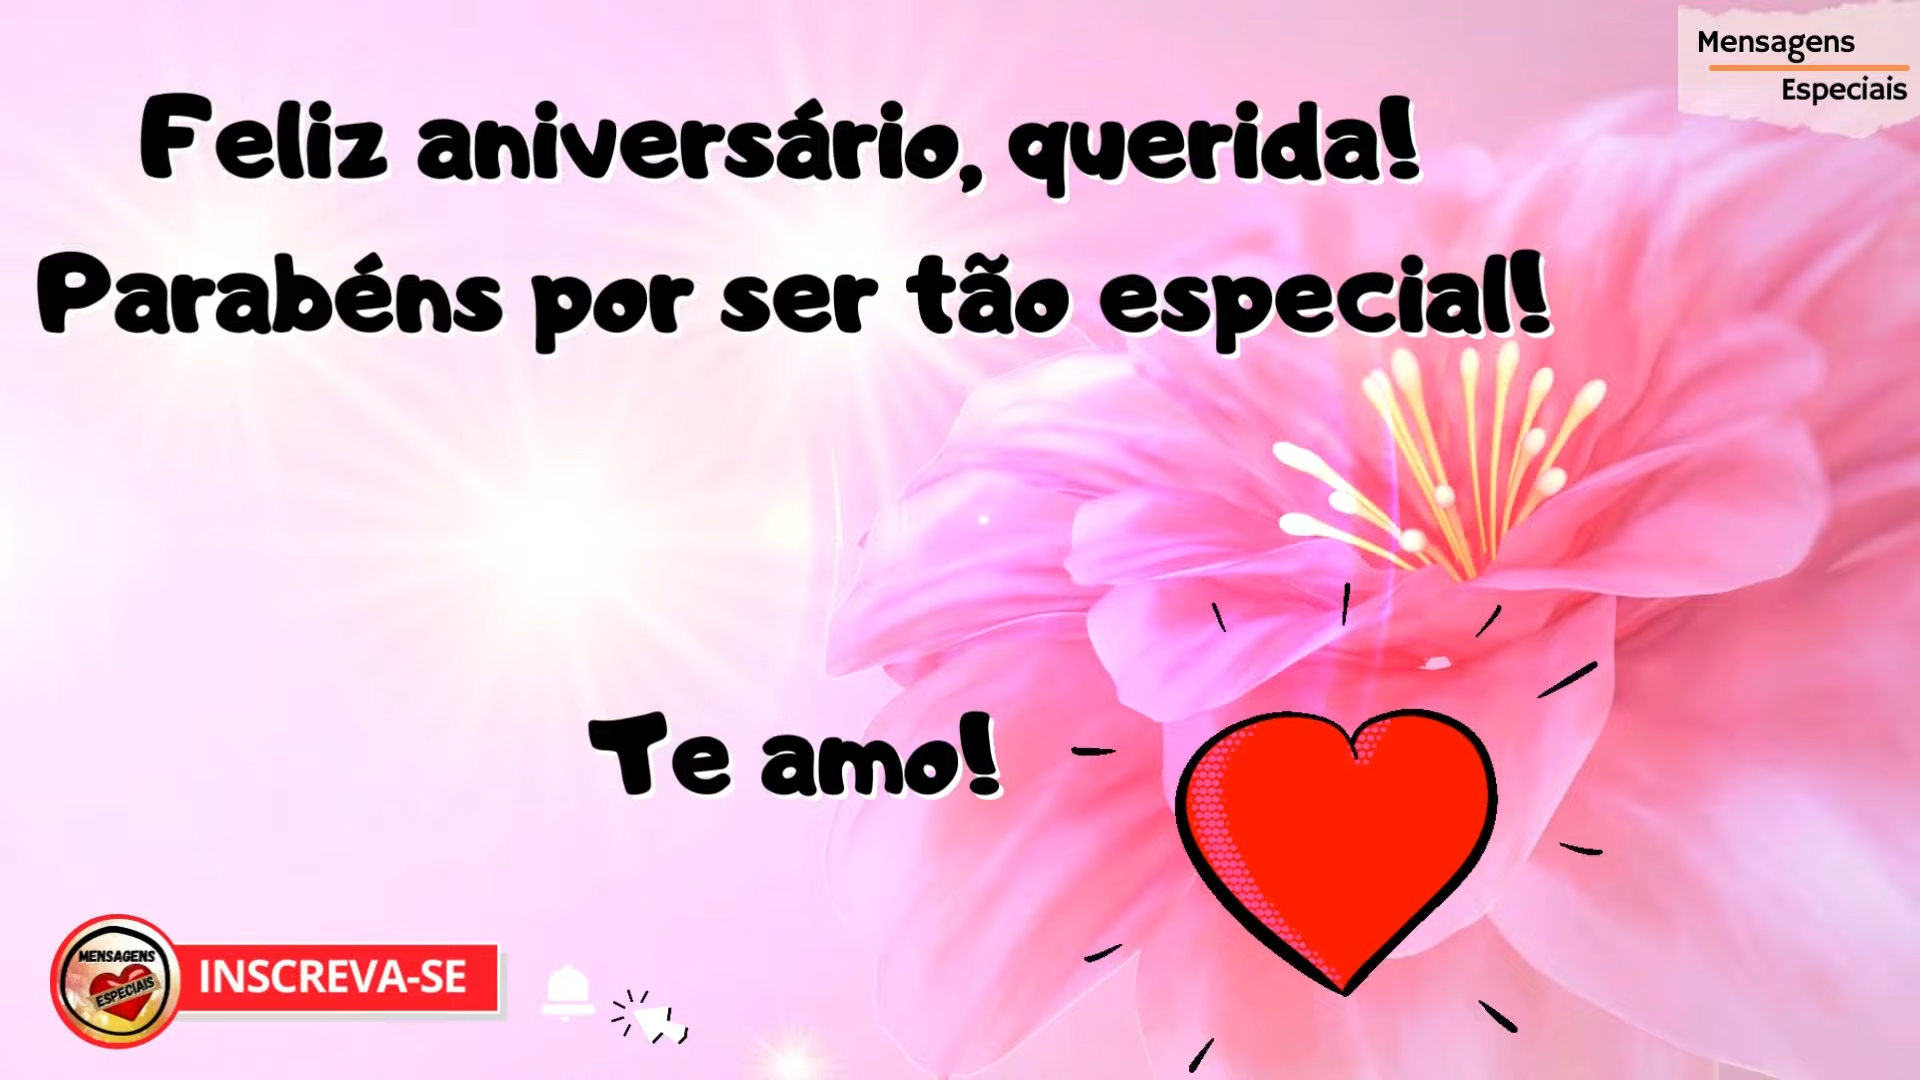 Mensagens
Especiais
Feliz aniversário, querida!
Parabéns por ser tão especial!
Te amo!
MENSAGENS
ESPECIAIS
INSCREVA-SE